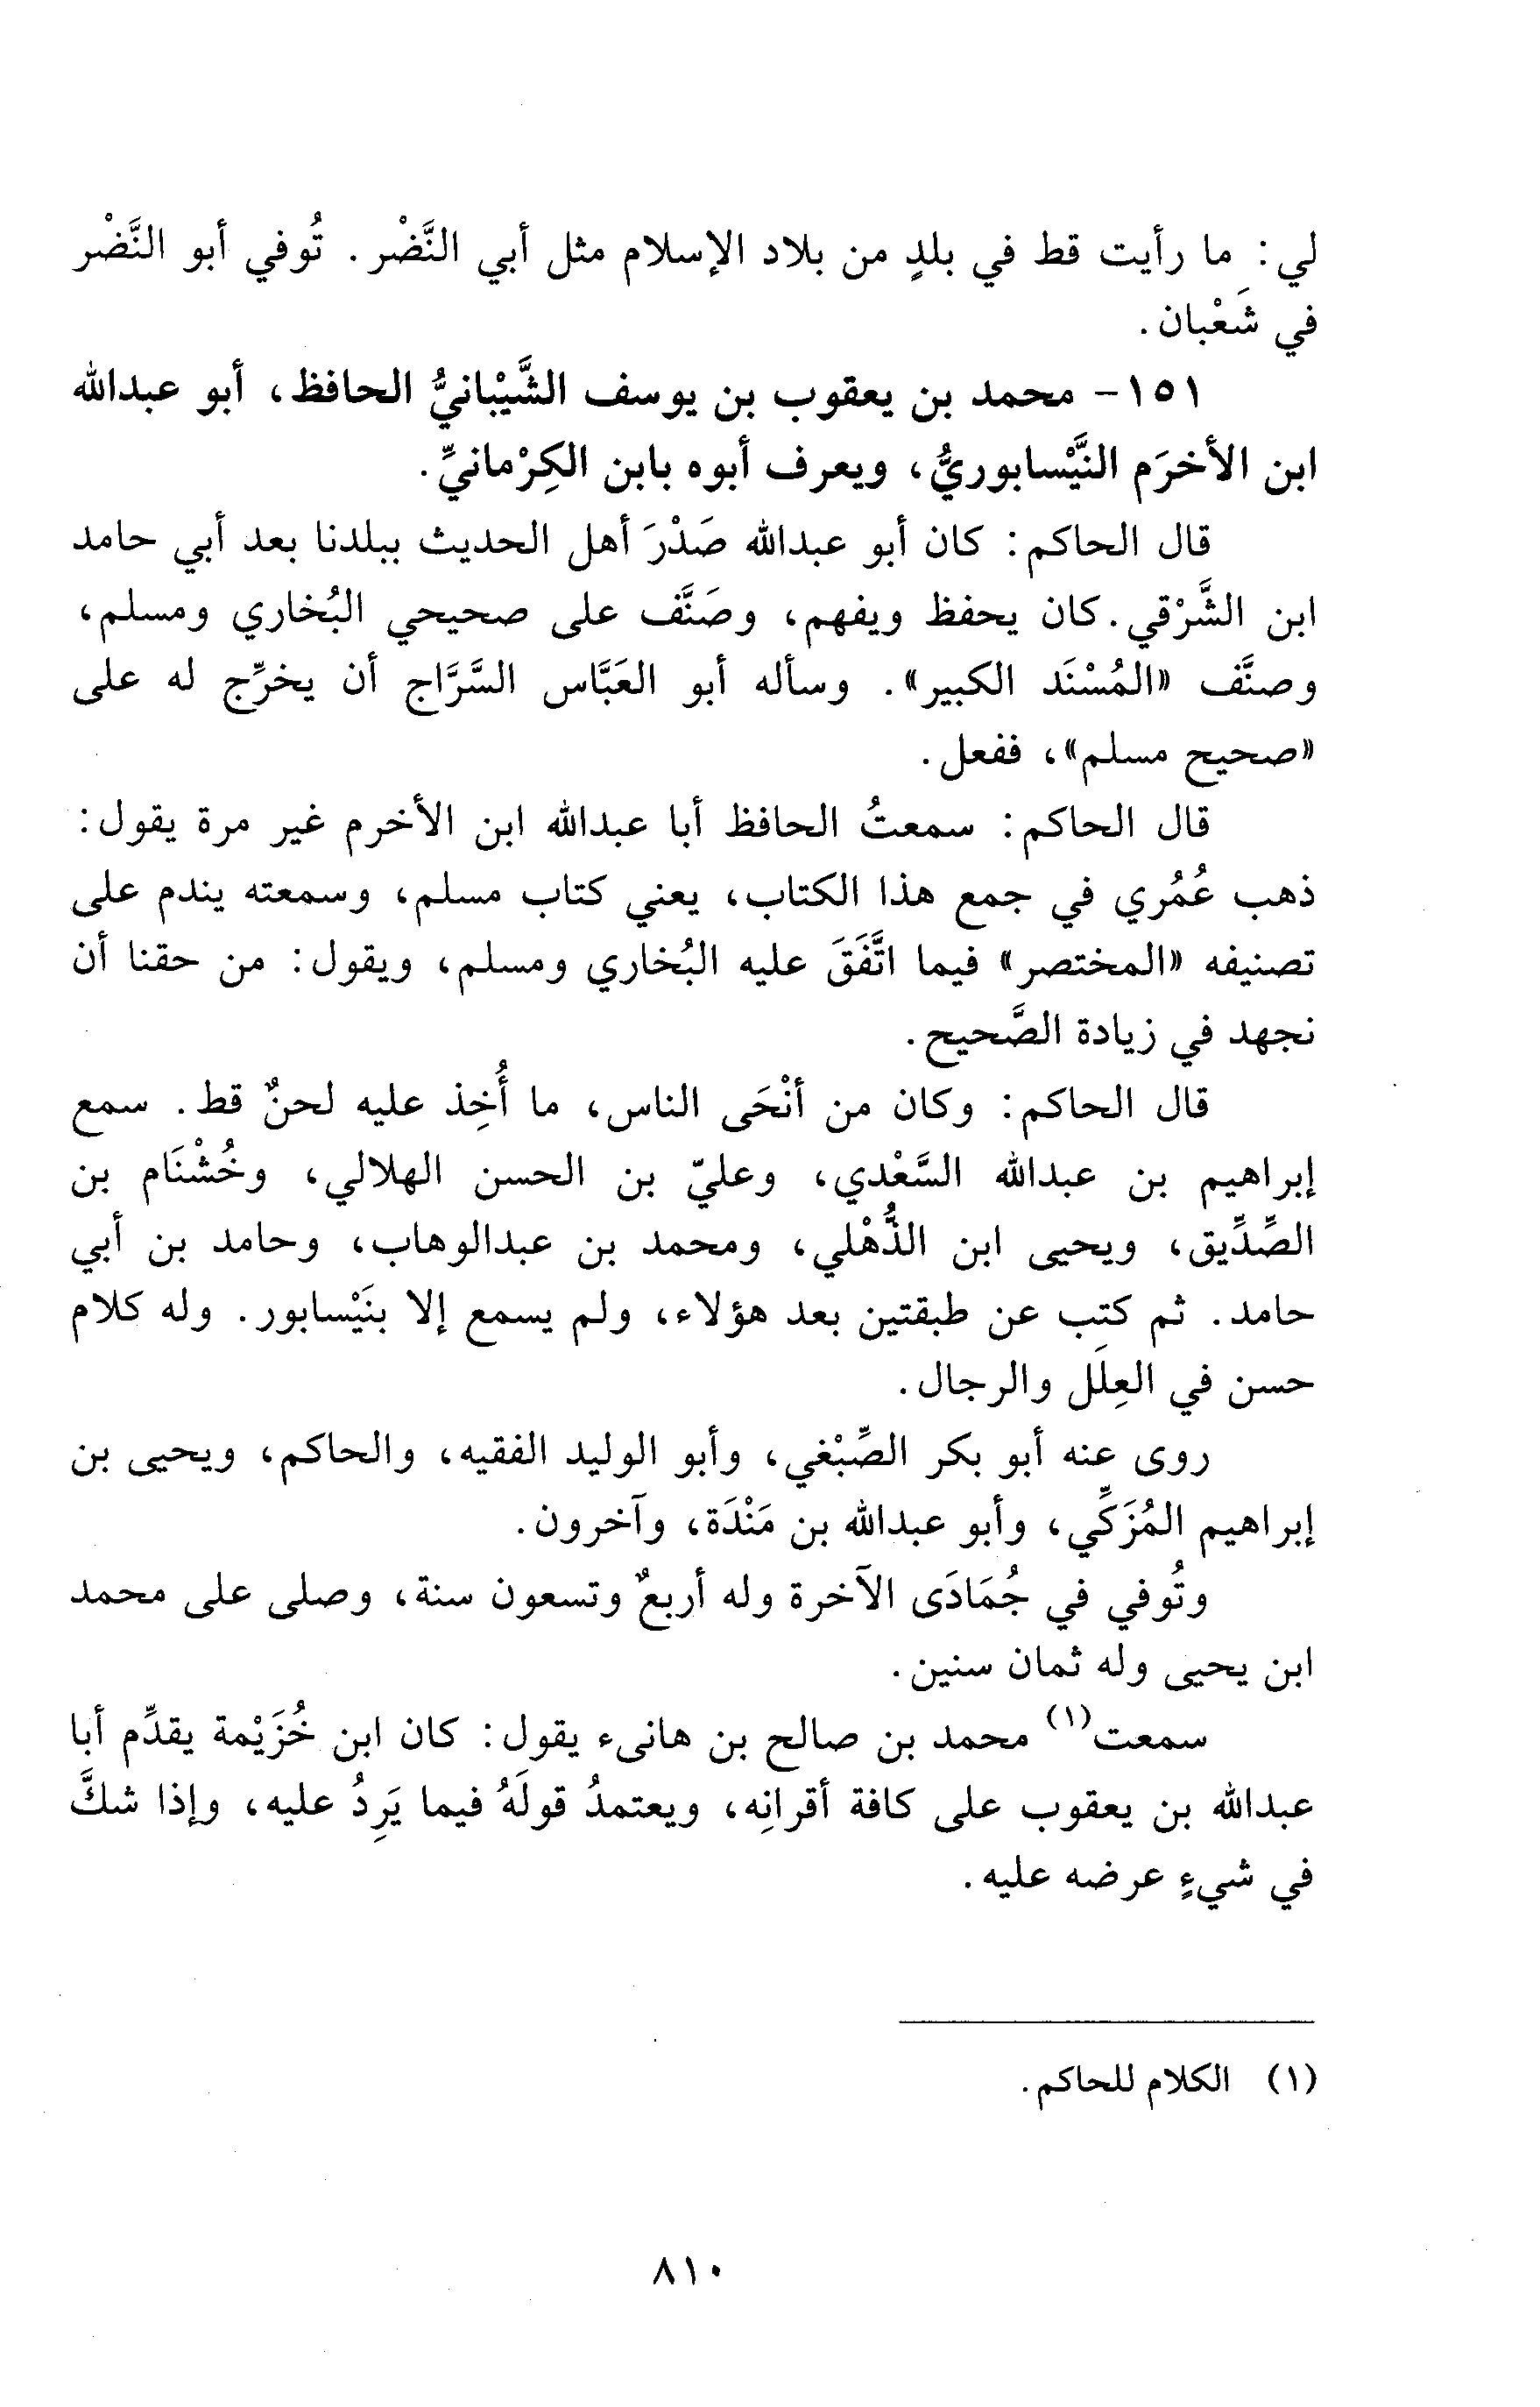 لي: ما رأيت قط في بلدٍ من بلاد الإسلام مثل أبي النَّضْر. تُوفي أبو النَّضْر
في شَعْبان.
١٥١- محمد بن يعقوب بن يوسف الشَّيْبانيُّ الحافظ، أبو عبدالله
ابن الأخرَم النَّيْسابوريُّ، ويعرف أبوه بابن الكِرْمانيِّ.
قال الحاكم: كان أبو عبدالله صَدْرَ أهل الحديث ببلدنا بعد أبي حامد
ابن الشَّرْقي. كان يحفظ ويفهم، وصَنَّف على صحيحي البُخاري ومسلم،
وصنَّف «المُسْنَد الكبير». وسأله أبو العَبَّاس السَّرَّاج أن يخرِّج له على
«صحيح مسلم»، ففعل.
قال الحاكم: سمعتُ الحافظ أبا عبدالله ابن الأخرم غير مرة يقول:
ذهب عُمُري في جمع هذا الكتاب، يعني كتاب مسلم، وسمعته يندم على
تصنيفه «المختصر» فيما اتَّفَقَ عليه البُخاري ومسلم، ويقول: من حقنا أن
نجهد في زيادة الصَّحيح.
قال الحاكم: وكان من أنْحَى الناس، ما أُخِذ عليه لحنٌ قط. سمع
إبراهيم بن عبدالله السَّعْدي، وعليّ بن الحسن الهلالي، وخُشْنَام بن
الصِّدِّيق، ويحيى ابن الذُّهْلي، ومحمد بن عبدالوهاب، وحامد بن أبي
حامد. ثم كتب عن طبقتين بعد هؤلاء، ولم يسمع إلا بنَيْسابور. وله كلام
حسن في العِلَل والرجال.
روى عنه أبو بكر الصِّبْغي، وأبو الوليد الفقيه، والحاكم، ويحيى بن
إبراهيم المُزَكِّي، وأبو عبدالله بن مَنْدَة، وآخرون.
وتُوفي في جُمَادَى الآخرة وله أربعٌ وتسعون سنة، وصلى على محمد
ابن يحيى وله ثمان سنين.
سمعت(١) محمد بن صالح بن هانىء يقول: كان ابن خُزَيْمة يقدِّم أبا
عبدالله بن يعقوب على كافة أقرانِه، ويعتمدُ قولَهُ فيما يَرِدُ عليه، وإذا شكَّ
في شيءٍ عرضه عليه.
(١) الكلام للحاكم.
٨١٠